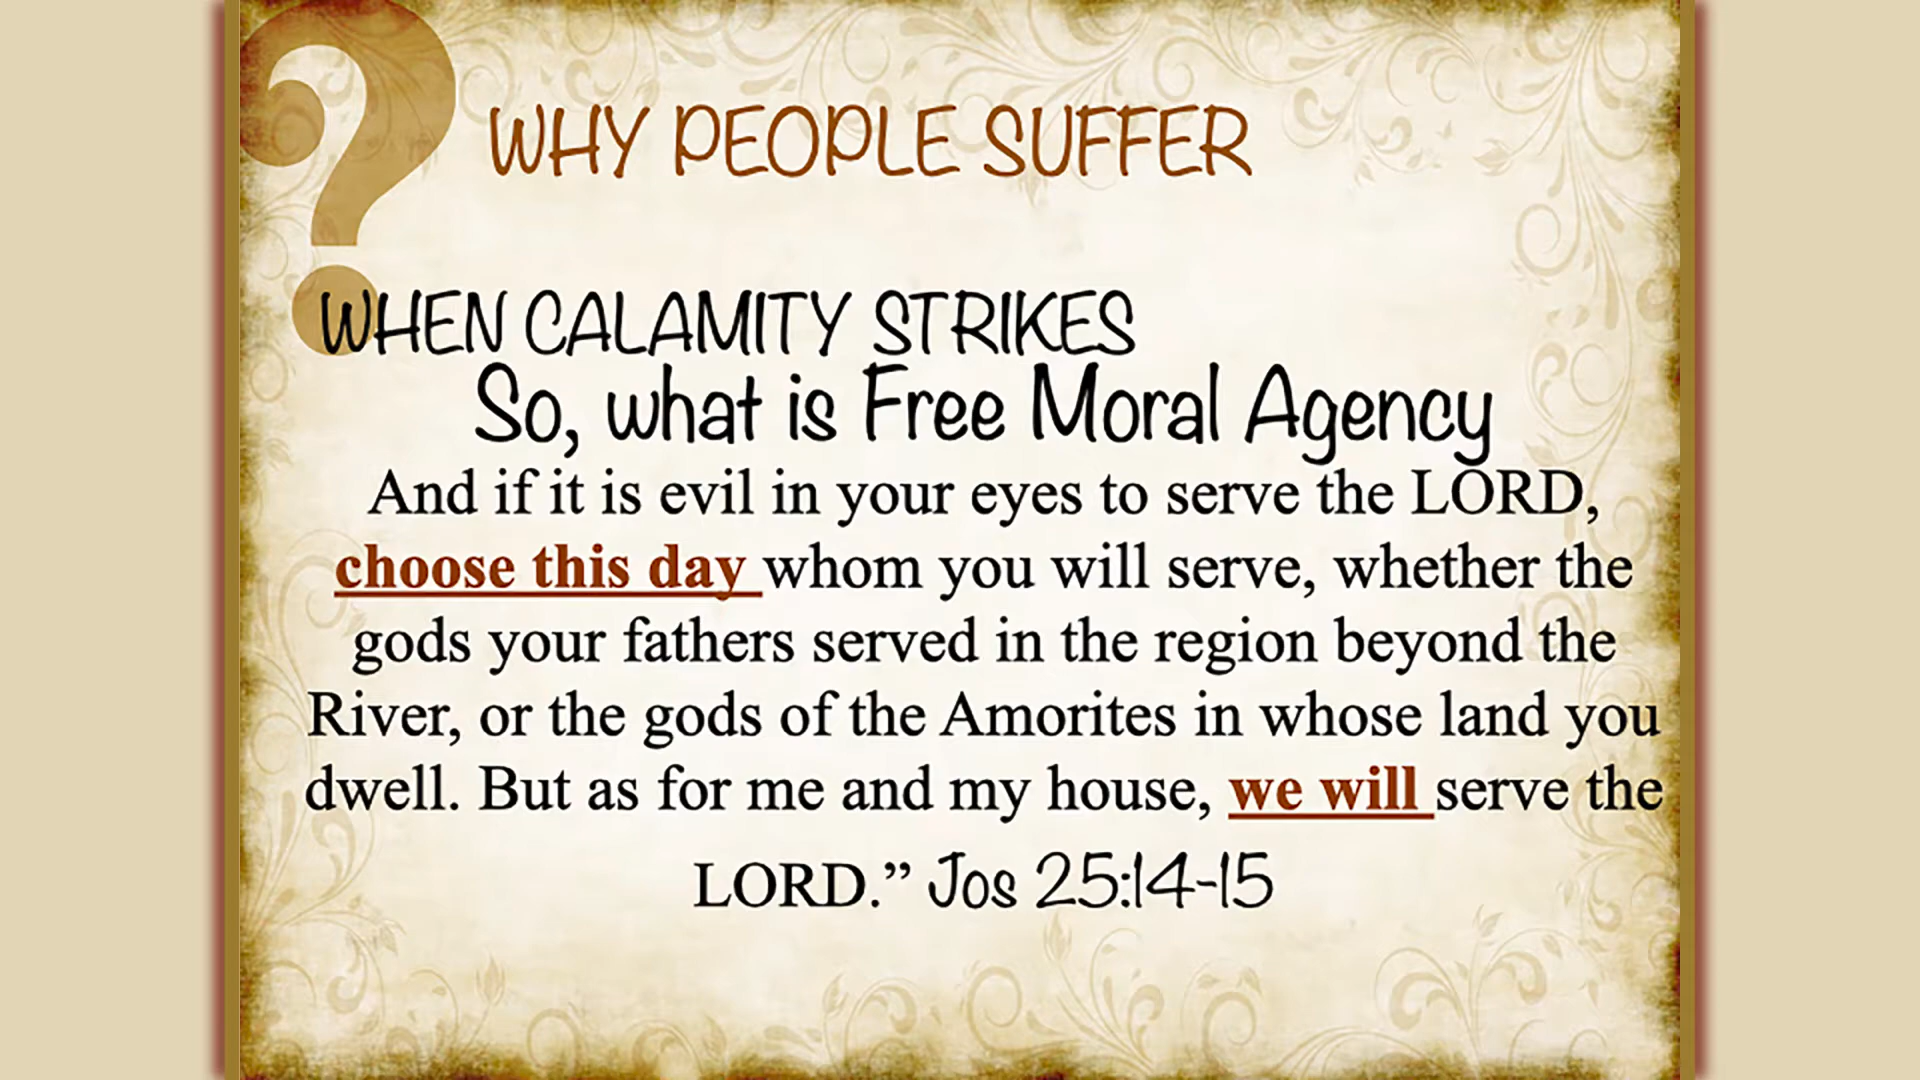 WHY PEOPLE SUFFER
WHEN CALAMITY STRIKES
So, what is Free Moral Agency
And if it is evil in your eyes to serve the LORD,
choose this day whom you will serve, whether the
gods your fathers served in the region beyond the
River, or the gods of the Amorites in whose land you
dwell. But as for me and my house, we will serve the
LORD.” Jos 25:14-15